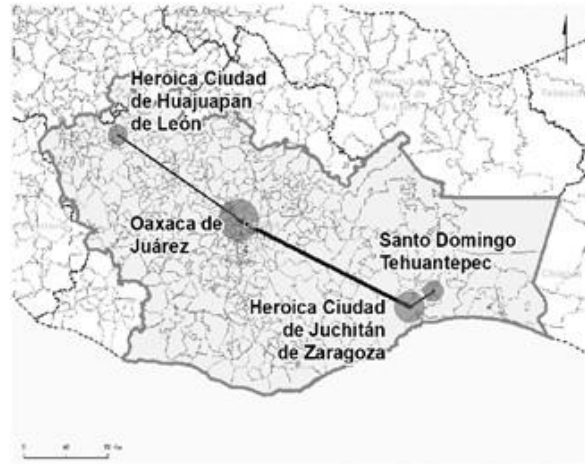 Heroica Ciudad
de Huajuapan
de León
Oaxaca de
Juárez
Santo Domingo
Tehuantepec
Heroica Ciudad
de Juchitán
de Zaragoza